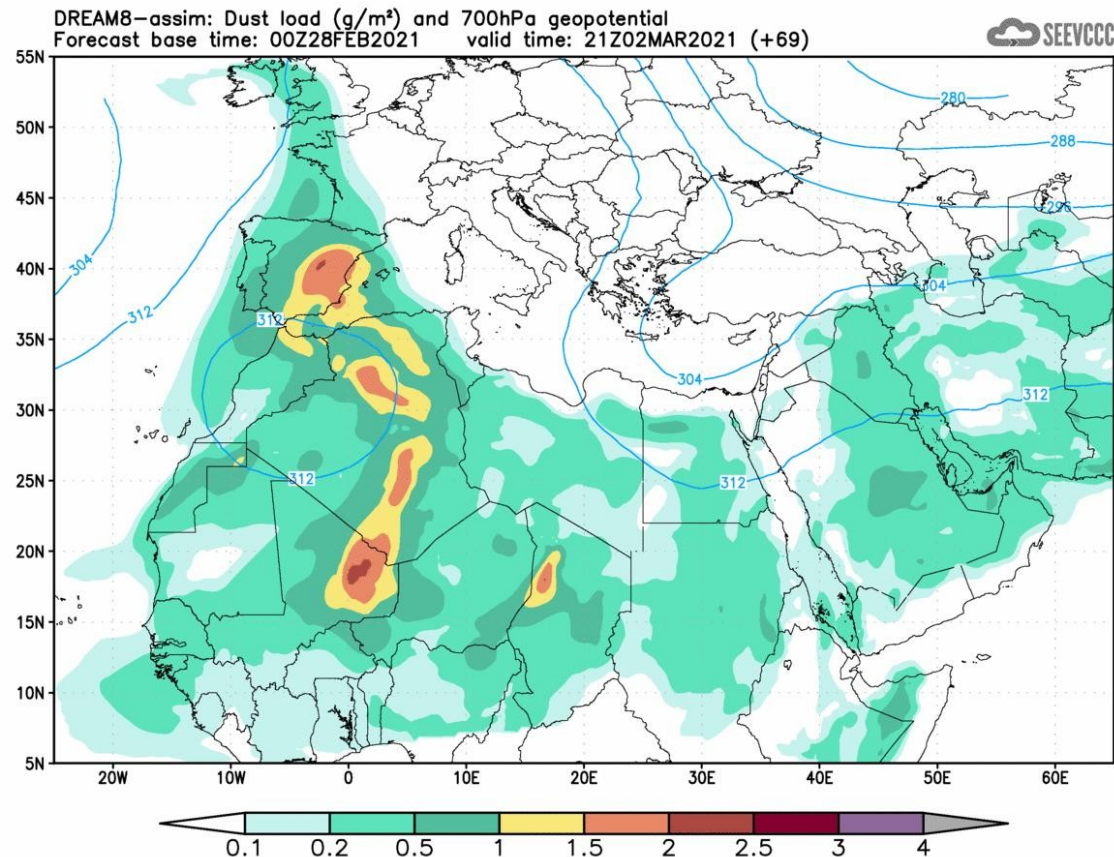 DREAM8-assim: Dust load (g/m²) and 700hPa geopotential
Forecast base time: 00Z28FEB2021 valid time: 21Z02MAR2021 (+69)
SEEVCCC
55N
50N
45N
40N
35N
30N
25N
20N
15N
10N
5N
280
288
296
304
304
312
312
304
312
312
312
20W 10W 0 10E 20E 30E 40E 50E 60E
0.1 0.2 0.5 1 1.5 2 2.5 3 4